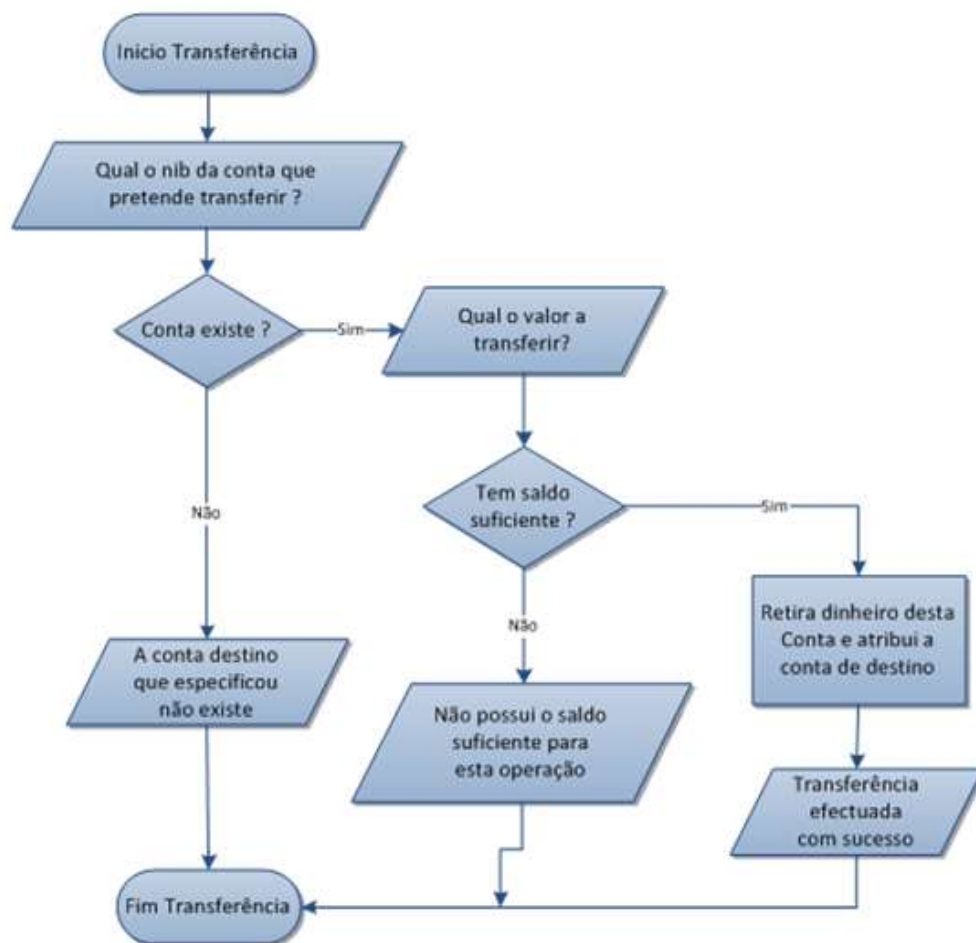 Inicio Transferência
Qual o nib da conta que
pretende transferir ?
Conta existe ?
Sim
Qual o valor a
transferir?
Tem saldo
suficiente ?
Sim
Não
Não
Retira dinheiro desta
Conta e atribui a
conta de destino
A conta destino
que especificou
não existe
Não possui o saldo
suficiente para
esta operação
Transferência
efectuada
com sucesso
Fim Transferência